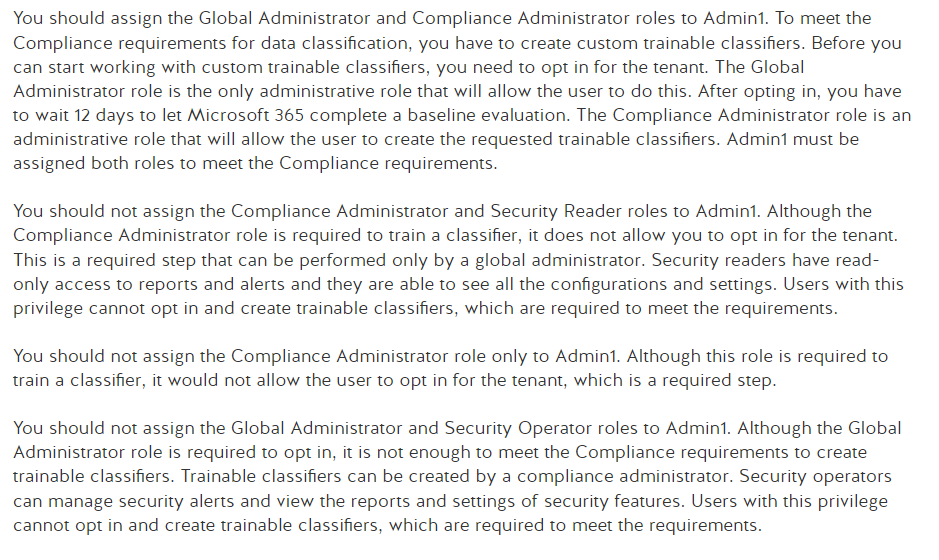 You should assign the Global Administrator and Compliance Administrator roles to Admin1. To meet the
Compliance requirements for data classification, you have to create custom trainable classifiers. Before you
can start working with custom trainable classifiers, you need to opt in for the tenant. The Global
Administrator role is the only administrative role that will allow the user to do this. After opting in, you have
to wait 12 days to let Microsoft 365 complete a baseline evaluation. The Compliance Administrator role is an
administrative role that will allow the user to create the requested trainable classifiers. Admin1 must be
assigned both roles to meet the Compliance requirements.
You should not assign the Compliance Administrator and Security Reader roles to Admin1. Although the
Compliance Administrator role is required to train a classifier, it does not allow you to opt in for the tenant.
This is a required step that can be performed only by a global administrator. Security readers have read-
only access to reports and alerts and they are able to see all the configurations and settings. Users with this
privilege cannot opt in and create trainable classifiers, which are required to meet the requirements.
You should not assign the Compliance Administrator role only to Admin1. Although this role is required to
train a classifier, it would not allow the user to opt in for the tenant, which is a required step.
You should not assign the Global Administrator and Security Operator roles to Admin1. Although the Global
Administrator role is required to opt in, it is not enough to meet the Compliance requirements to create
trainable classifiers. Trainable classifiers can be created by a compliance administrator. Security operators
can manage security alerts and view the reports and settings of security features. Users with this privilege
cannot opt in and create trainable classifiers, which are required to meet the requirements.